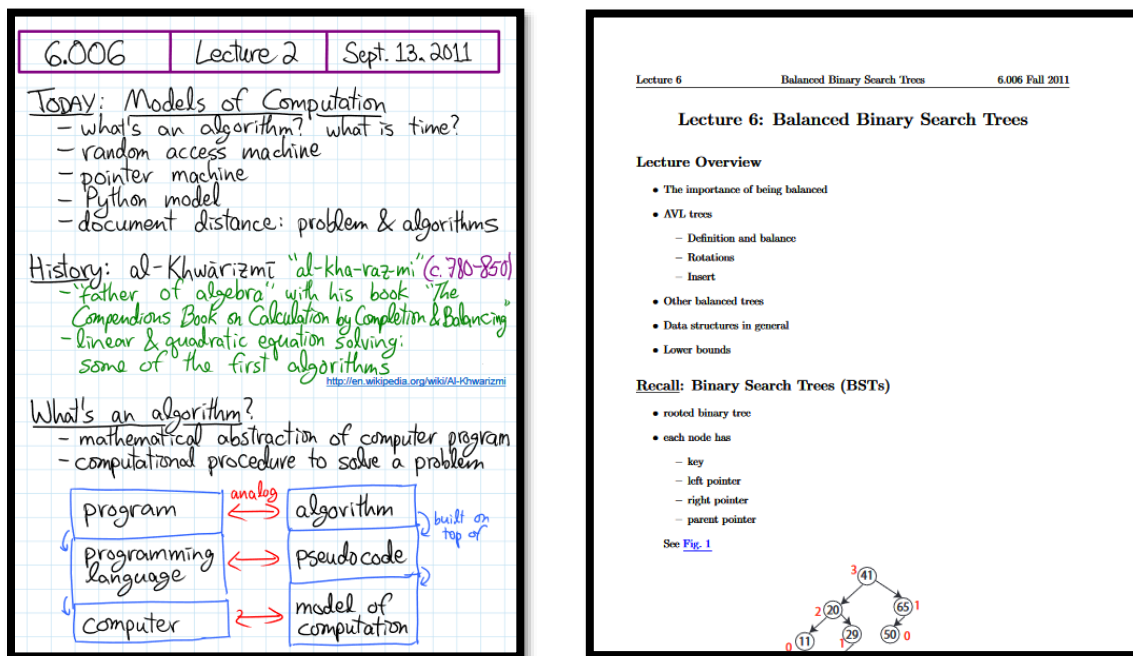 6.006 Lecture 2 Sept. 13. 2011
TODAY: Models of Computation
- what's an algorithm? what is time?
- random access machine
- pointer machine
- Python model
- document distance: problem & algorithms
History: al-Khwārizmī "al-kha-raz-mi" (c. 780-850)
- "father of algebra" with his book "The
Compendious Book on Calculation by Completion & Balancing"
- linear & quadratic equation solving:
some of the first algorithms
http://en.wikipedia.org/wiki/Al-Khwarizmi
What's an algorithm?
- mathematical abstraction of computer program
- computational procedure to solve a problem
analog
program
algorithm
built on
top of
programming
language
pseudocode
computer
model of
computation
Lecture 6 Balanced Binary Search Trees 6.006 Fall 2011
Lecture 6: Balanced Binary Search Trees
Lecture Overview
• The importance of being balanced
• AVL trees
– Definition and balance
– Rotations
– Insert
• Other balanced trees
• Data structures in general
• Lower bounds
Recall: Binary Search Trees (BSTs)
• rooted binary tree
• each node has
– key
– left pointer
– right pointer
– parent pointer
See Fig. 1
3 41
2 20 65 1
0 11 1 29 50 0